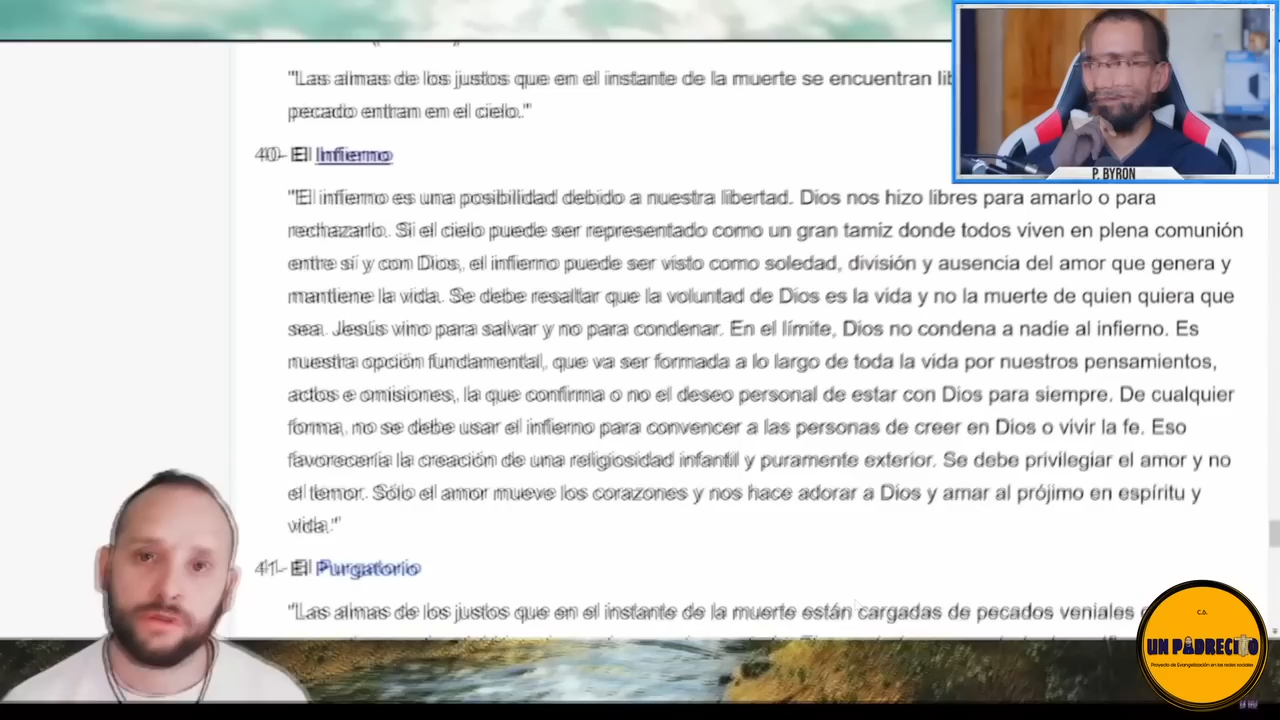 "Las almas de los justos que en el instante de la muerte se encuentran
pecado entran en el cielo."
40- El Infierno
"El infierno es una posibilidad debido a nuestra libertad. Dios nos hizo libres para amarlo o para
rechazarlo. Si el cielo puede ser representado como un gran tamiz donde todos viven en plena comunión
entre sí y con Dios, el infierno puede ser visto como soledad, división y ausencia del amor que genera y
mantiene la vida. Se debe resaltar que la voluntad de Dios es la vida y no la muerte de quien quiera que
sea. Jesús vino para salvar y no para condenar. En el límite, Dios no condena a nadie al infierno. Es
nuestra opción fundamental, que va ser formada a lo largo de toda la vida por nuestros pensamientos,
actos e omisiones, la que confirma o no el deseo personal de estar con Dios para siempre. De cualquier
forma, no se debe usar el infierno para convencer a las personas de creer en Dios o vivir la fe. Eso
favorecería la creación de una religiosidad infantil y puramente exterior. Se debe privilegiar el amor y no
el temor. Sólo el amor mueve los corazones y nos hace adorar a Dios y amar al prójimo en espíritu y
vida."
41- El Purgatorio
"Las almas de los justos que en el instante de la muerte están cargadas de pecados veniales
P. BYRON
UN PADRECITO
Proyecto de Evangelización en las redes sociales